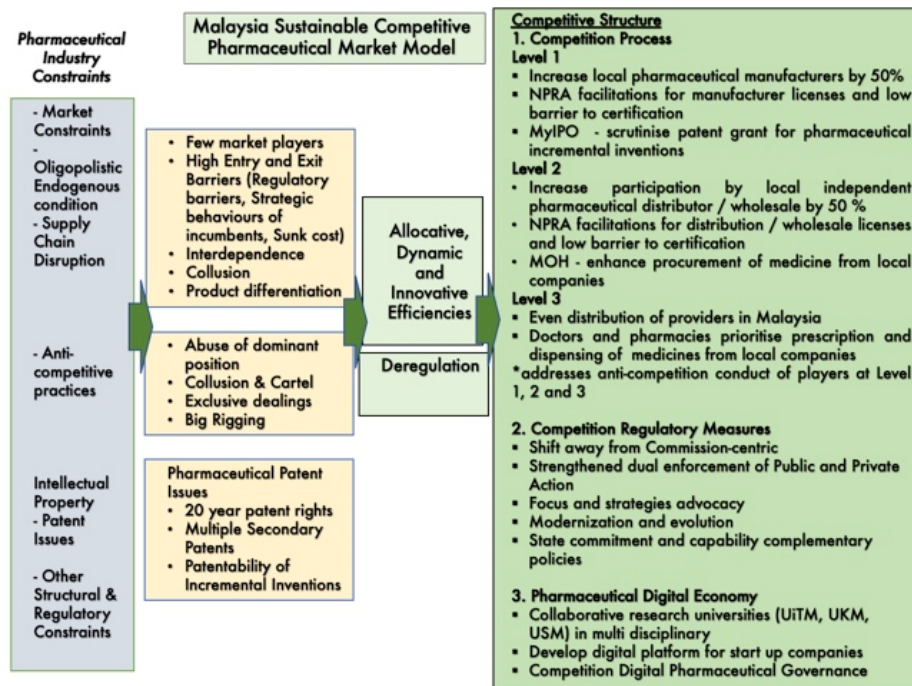 Malaysia Sustainable Competitive
Pharmaceutical Market Model
Pharmaceutical
Industry
Constraints
- Market
Constraints
-
Oligopolistic
Endogenous
condition
- Supply
Chain
Disruption
- Anti-
competitive
practices
Intellectual
Property
- Patent
Issues
- Other
Structural &
Regulatory
Constraints
• Few market players
• High Entry and Exit
Barriers (Regulatory
barriers, Strategic
behaviours of
incumbents, Sunk cost)
• Interdependence
• Collusion
• Product differentiation
• Abuse of dominant
position
• Collusion & Cartel
• Exclusive dealings
• Big Rigging
Pharmaceutical Patent
Issues
• 20 year patent rights
• Multiple Secondary
Patents
• Patentability of
Incremental Inventions
Allocative,
Dynamic
and
Innovative
Efficiencies
Deregulation
Competitive Structure
1. Competition Process
Level 1
▪ Increase local pharmaceutical manufacturers by 50%
▪ NPRA facilitations for manufacturer licenses and low
barrier to certification
▪ MyIPO - scrutinise patent grant for pharmaceutical
incremental inventions
Level 2
• Increase participation by local independent
pharmaceutical distributor / wholesale by 50 %
• NPRA facilitations for distribution / wholesale licenses
and low barrier to certification
• MOH - enhance procurement of medicine from local
companies
Level 3
▪ Even distribution of providers in Malaysia
▪ Doctors and pharmacies prioritise prescription and
dispensing of medicines from local companies
*addresses anti-competition conduct of players at Level
1, 2 and 3
2. Competition Regulatory Measures
▪ Shift away from Commission-centric
▪ Strengthened dual enforcement of Public and Private
Action
▪ Focus and strategies advocacy
▪ Modernization and evolution
▪ State commitment and capability complementary
policies
3. Pharmaceutical Digital Economy
▪ Collaborative research universities (UiTM, UKM,
USM) in multi disciplinary
▪ Develop digital platform for start up companies
▪ Competition Digital Pharmaceutical Governance